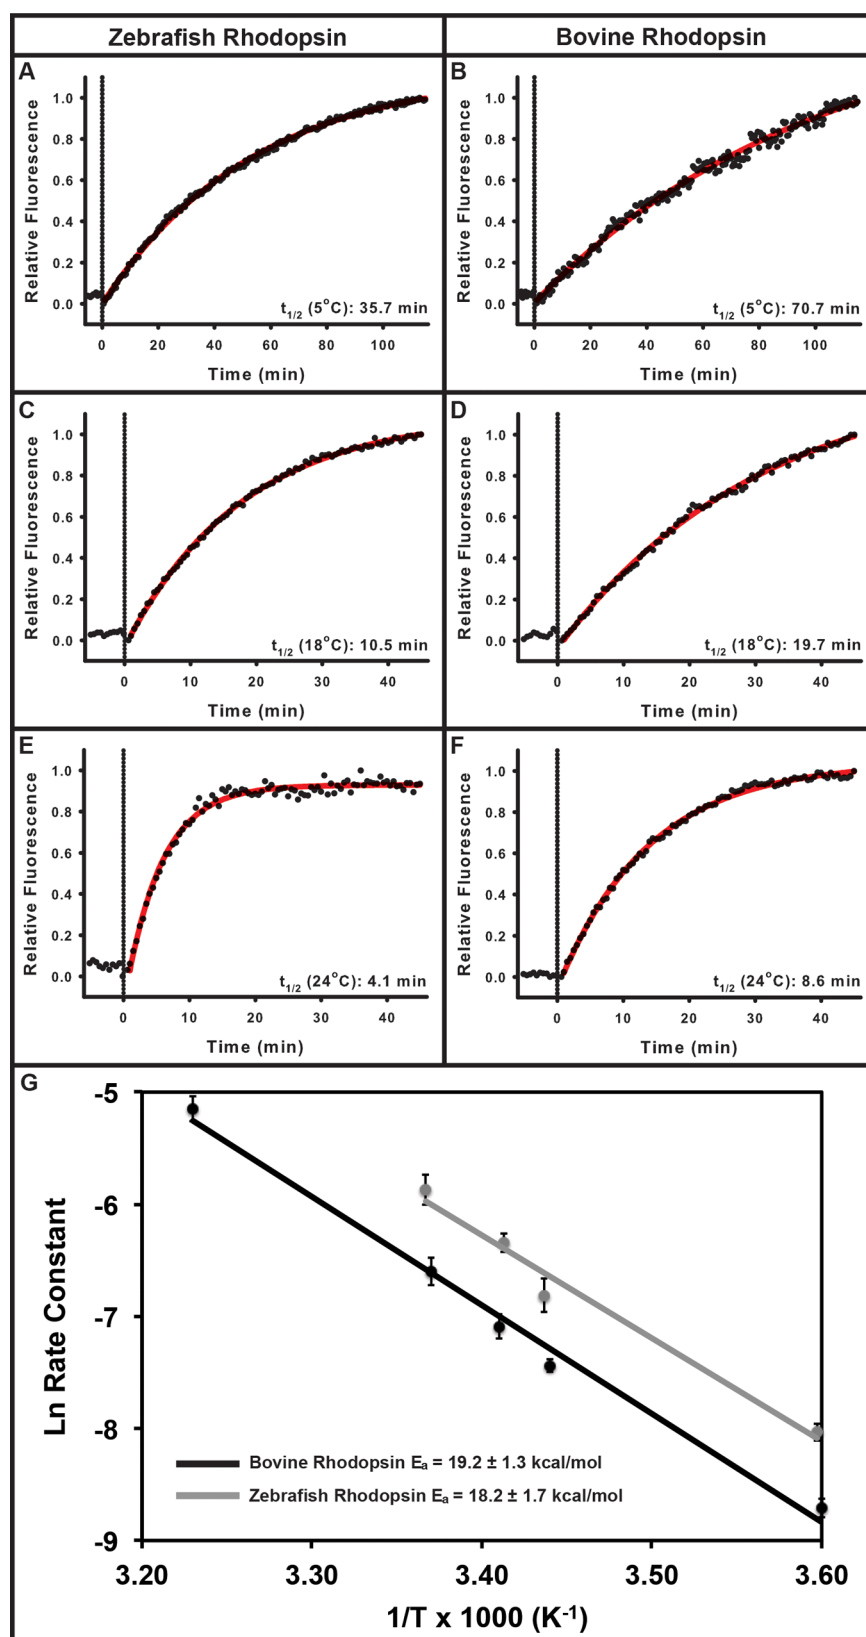 Zebrafish Rhodopsin
Bovine Rhodopsin
A
Relative Fluorescence
1.0
0.8
0.6
0.4
0.2
0.0
t1/2 (5°C): 35.7 min
0 20 40 60 80 100
Time (min)
B
Relative Fluorescence
1.0
0.8
0.6
0.4
0.2
0.0
t1/2 (5°C): 70.7 min
0 20 40 60 80 100
Time (min)
C
Relative Fluorescence
1.0
0.8
0.6
0.4
0.2
0.0
t1/2 (18°C): 10.5 min
0 10 20 30 40
Time (min)
D
Relative Fluorescence
1.0
0.8
0.6
0.4
0.2
0.0
t1/2 (18°C): 19.7 min
0 10 20 30 40
Time (min)
E
Relative Fluorescence
1.0
0.8
0.6
0.4
0.2
0.0
t1/2 (24°C): 4.1 min
0 10 20 30 40
Time (min)
F
Relative Fluorescence
1.0
0.8
0.6
0.4
0.2
0.0
t1/2 (24°C): 8.6 min
0 10 20 30 40
Time (min)
G
Ln Rate Constant
-5
-6
-7
-8
-9
Bovine Rhodopsin Ea = 19.2 ± 1.3 kcal/mol
Zebrafish Rhodopsin Ea = 18.2 ± 1.7 kcal/mol
3.20 3.30 3.40 3.50 3.60
1/T x 1000 (K-1)